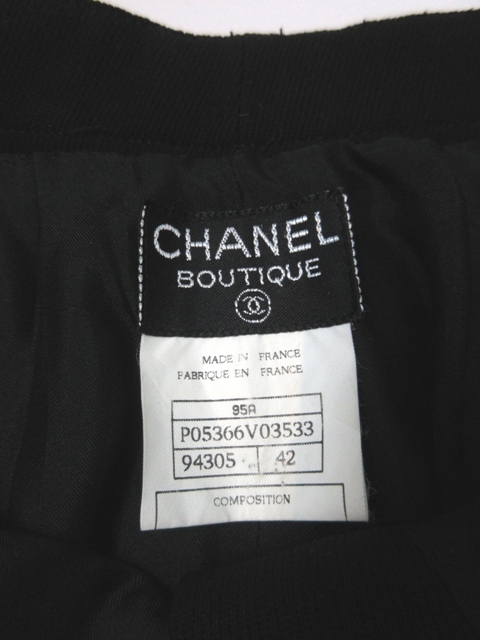 CHANEL
BOUTIQUE
MADE IN FRANCE
FABRIQUE EN FRANCE
95A
P05366V03533
94305 42
COMPOSITION